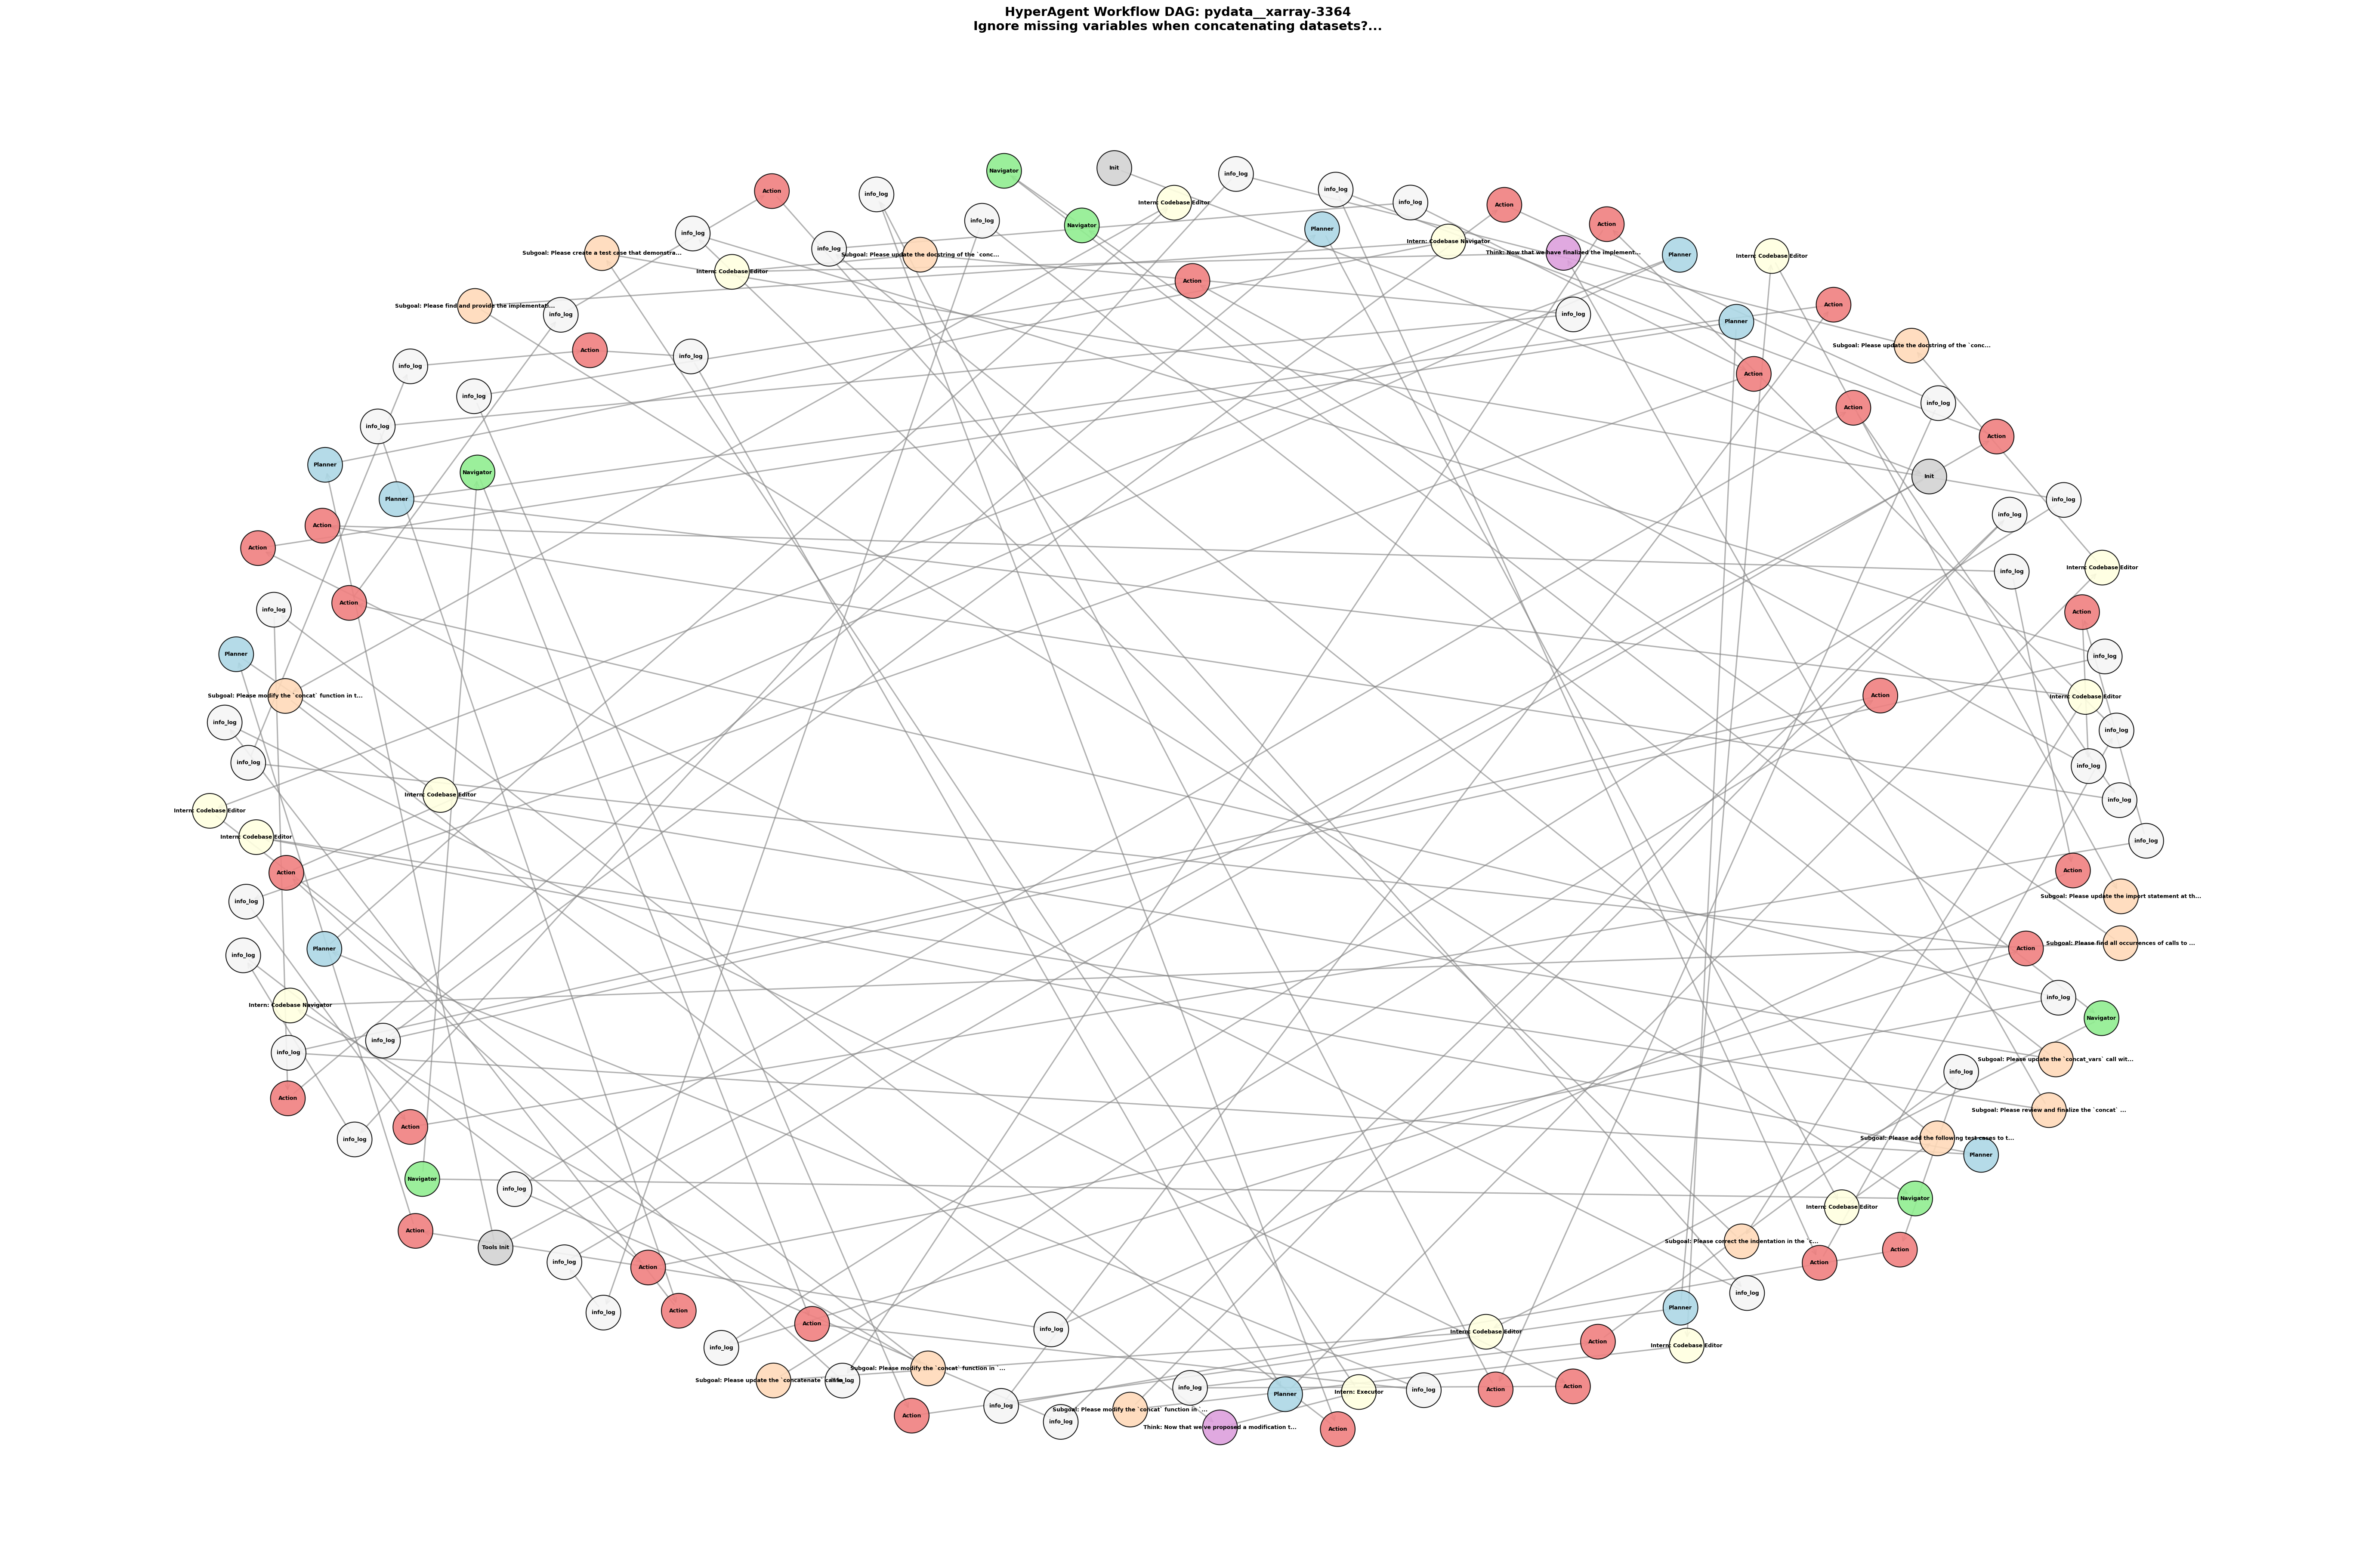 HyperAgent Workflow DAG: pydata__xarray-3364
Ignore missing variables when concatenating datasets?...
Init
Navigator
info_log
info_log
Action
info_log
Intern: Codebase Editor
info_log
Action
info_log
Navigator
Action
Planner
info_log
Intern: Codebase Navigator
info_log
Subgoal: Please create a test case that demonstra...
Subgoal: Please update the docstring of the `conc...
Think: Now that we have finalized the implement...
Planner
Intern: Codebase Editor
Intern: Codebase Editor
Action
Subgoal: Please find and provide the implementati...
Action
info_log
info_log
Planner
Subgoal: Please update the docstring of the `conc...
Action
info_log
info_log
Action
info_log
info_log
Action
info_log
Action
Planner
Navigator
Init
Planner
info_log
info_log
Action
Action
Intern: Codebase Editor
info_log
Action
info_log
Action
Planner
info_log
Subgoal: Please modify the `concat` function in t...
Action
Intern: Codebase Editor
info_log
info_log
info_log
info_log
Intern: Codebase Editor
info_log
Intern: Codebase Editor
Intern: Codebase Editor
info_log
Action
Action
Subgoal: Please update the import statement at th...
info_log
Subgoal: Please find all occurrences of calls to ...
Planner
Action
info_log
info_log
Intern: Codebase Navigator
Navigator
info_log
info_log
Subgoal: Please update the `concat_vars` call wit...
info_log
Action
Subgoal: Please review and finalize the `concat` ...
Action
info_log
Subgoal: Please add the following test cases to t...
Planner
Navigator
info_log
Navigator
Intern: Codebase Editor
Action
Subgoal: Please correct the indentation in the `c...
Tools Init
Action
info_log
Action
Action
info_log
Planner
Action
info_log
Action
info_log
Intern: Codebase Editor
Action
Intern: Codebase Editor
info_log
Subgoal: Please modify the `concat` function in `...
Subgoal: Please update the `concatenate` call in
info_log
Action
info_log
Action
info_log
Intern: Executor
Planner
info_log
Subgoal: Please modify the `concat` function in `...
Action
info_log
Think: Now that we've proposed a modification t...
Action